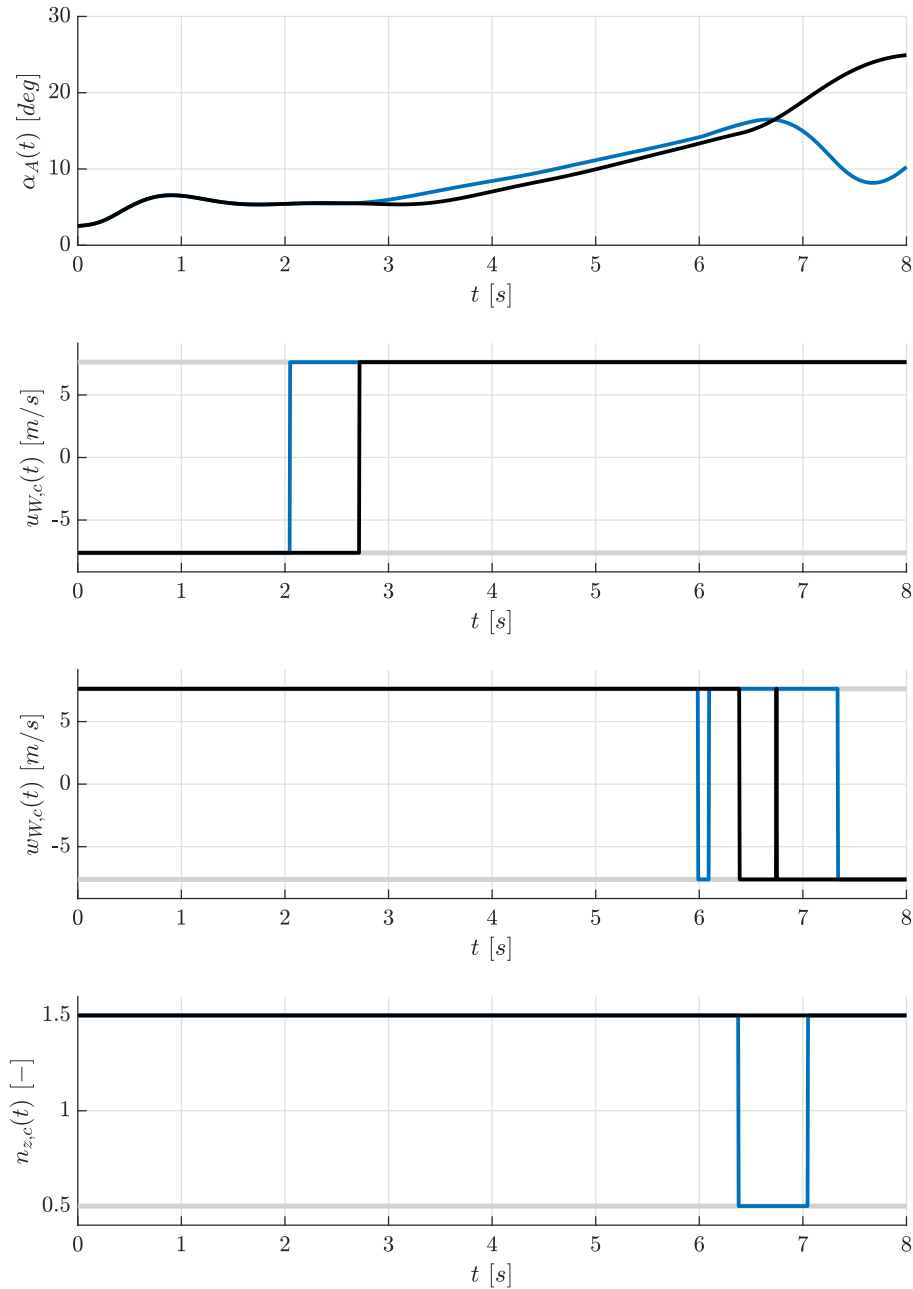 30
20
10
0
α_A(t) [deg]
0 1 2 3 4 5 6 7 8
t [s]
5
0
-5
u_{W,c}(t) [m/s]
0 1 2 3 4 5 6 7 8
t [s]
5
0
-5
w_{W,c}(t) [m/s]
0 1 2 3 4 5 6 7 8
t [s]
1.5
1
0.5
n_{z,c}(t) [−]
0 1 2 3 4 5 6 7 8
t [s]